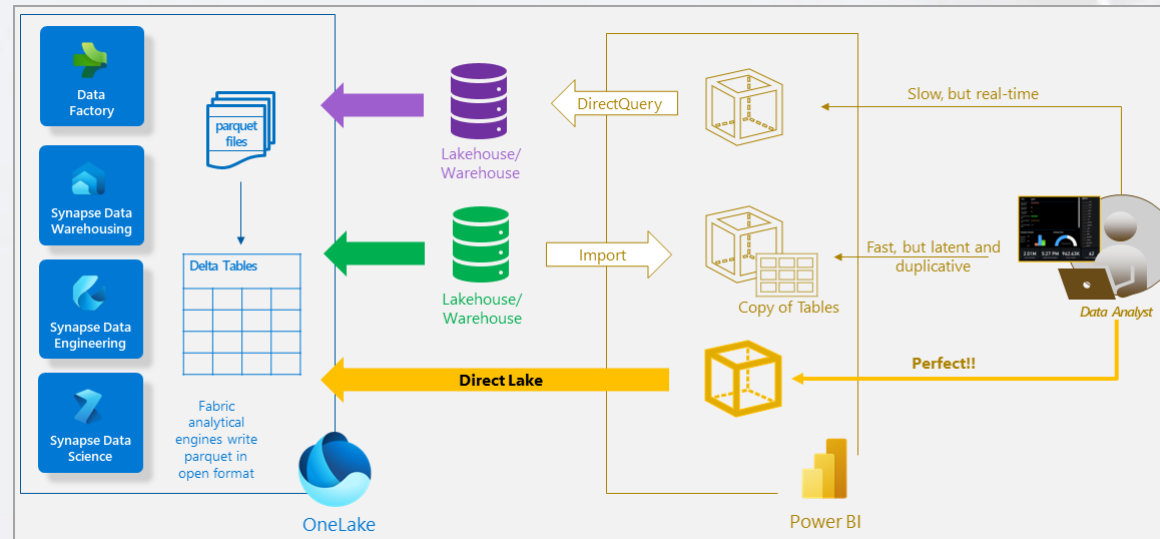 Data
Factory
Synapse Data
Warehousing
Synapse Data
Engineering
Synapse Data
Science
parquet
files
Delta Tables
Fabric
analytical
engines write
parquet in
open format
OneLake
Lakehouse/
Warehouse
Lakehouse/
Warehouse
Direct Lake
DirectQuery
Import
Copy of Tables
Power BI
Slow, but real-time
Fast, but latent and
duplicative
Perfect!!
Data Analyst